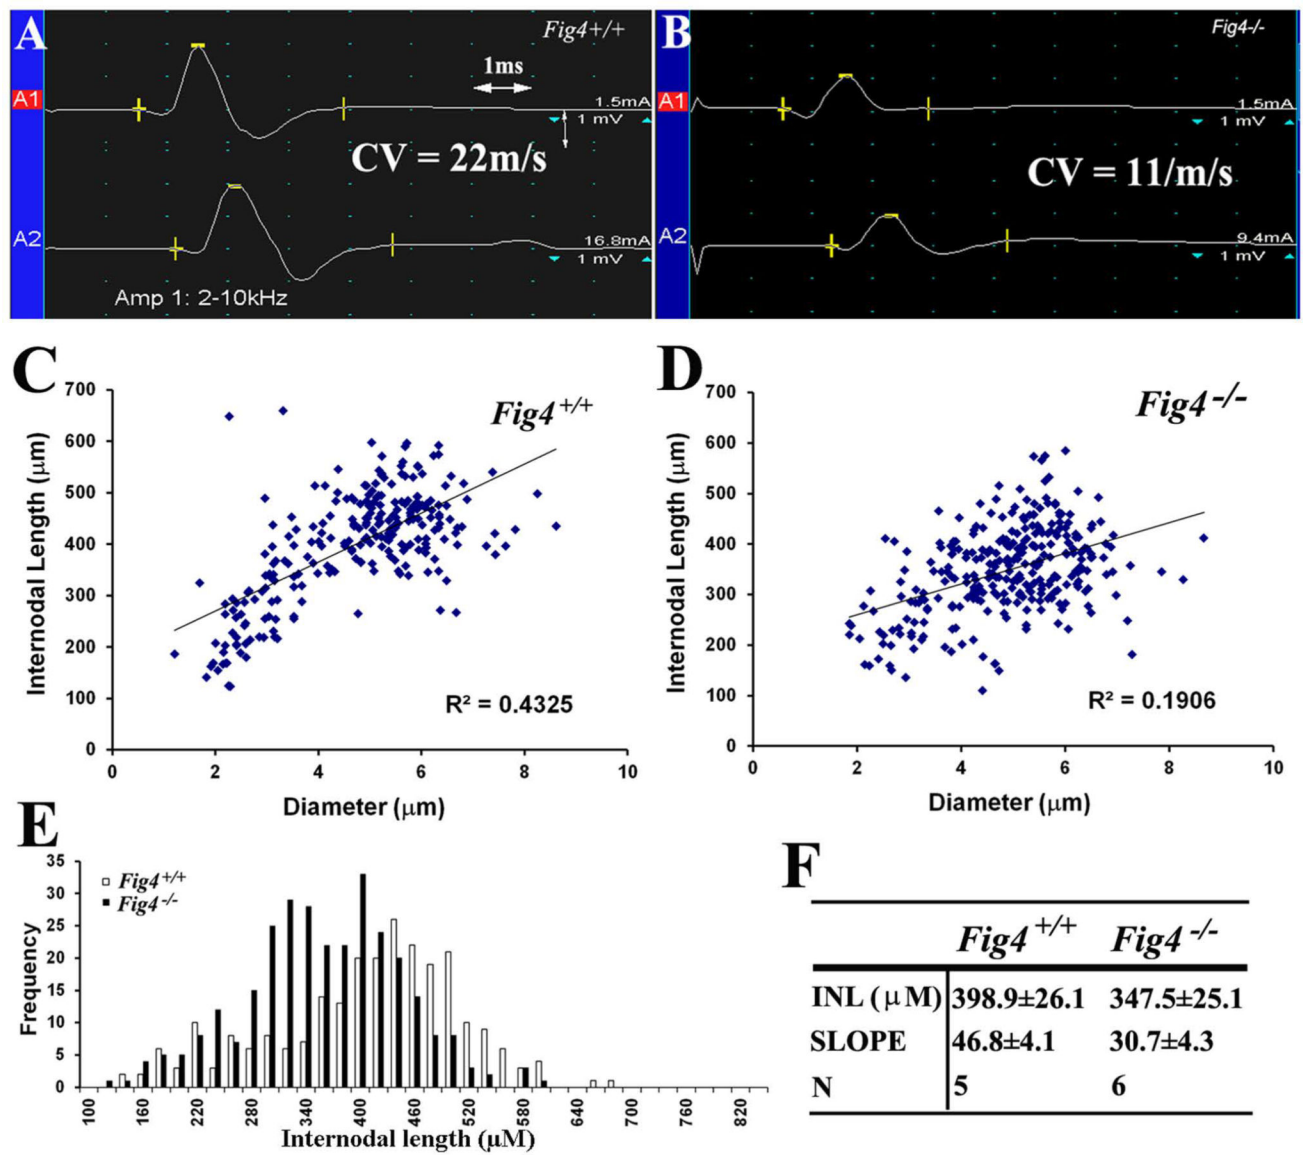 A
Fig4+/+
1ms
A1
1.5mA
1 mV
CV = 22m/s
A2
16.8mA
1 mV
Amp 1: 2-10kHz
B
Fig4-/-
A1
1.5mA
1 mV
CV = 11/m/s
A2
9.4mA
1 mV
C
Fig4 +/+
Internodal Length (μm)
700
600
500
400
300
200
100
0
R² = 0.4325
0 2 4 6 8 10
Diameter (μm)
D
Fig4 -/-
Internodal Length (μm)
700
600
500
400
300
200
100
0
R² = 0.1906
0 2 4 6 8 10
Diameter (μm)
E
Frequency
35
30
25
20
15
10
5
0
Fig4+/+
Fig4-/-
100 160 220 280 340 400 460 520 580 640 700 760 820
Internodal length (μM)
F
Fig4 +/+ Fig4 -/-
INL (μM) 398.9±26.1 347.5±25.1
SLOPE 46.8±4.1 30.7±4.3
N 5 6